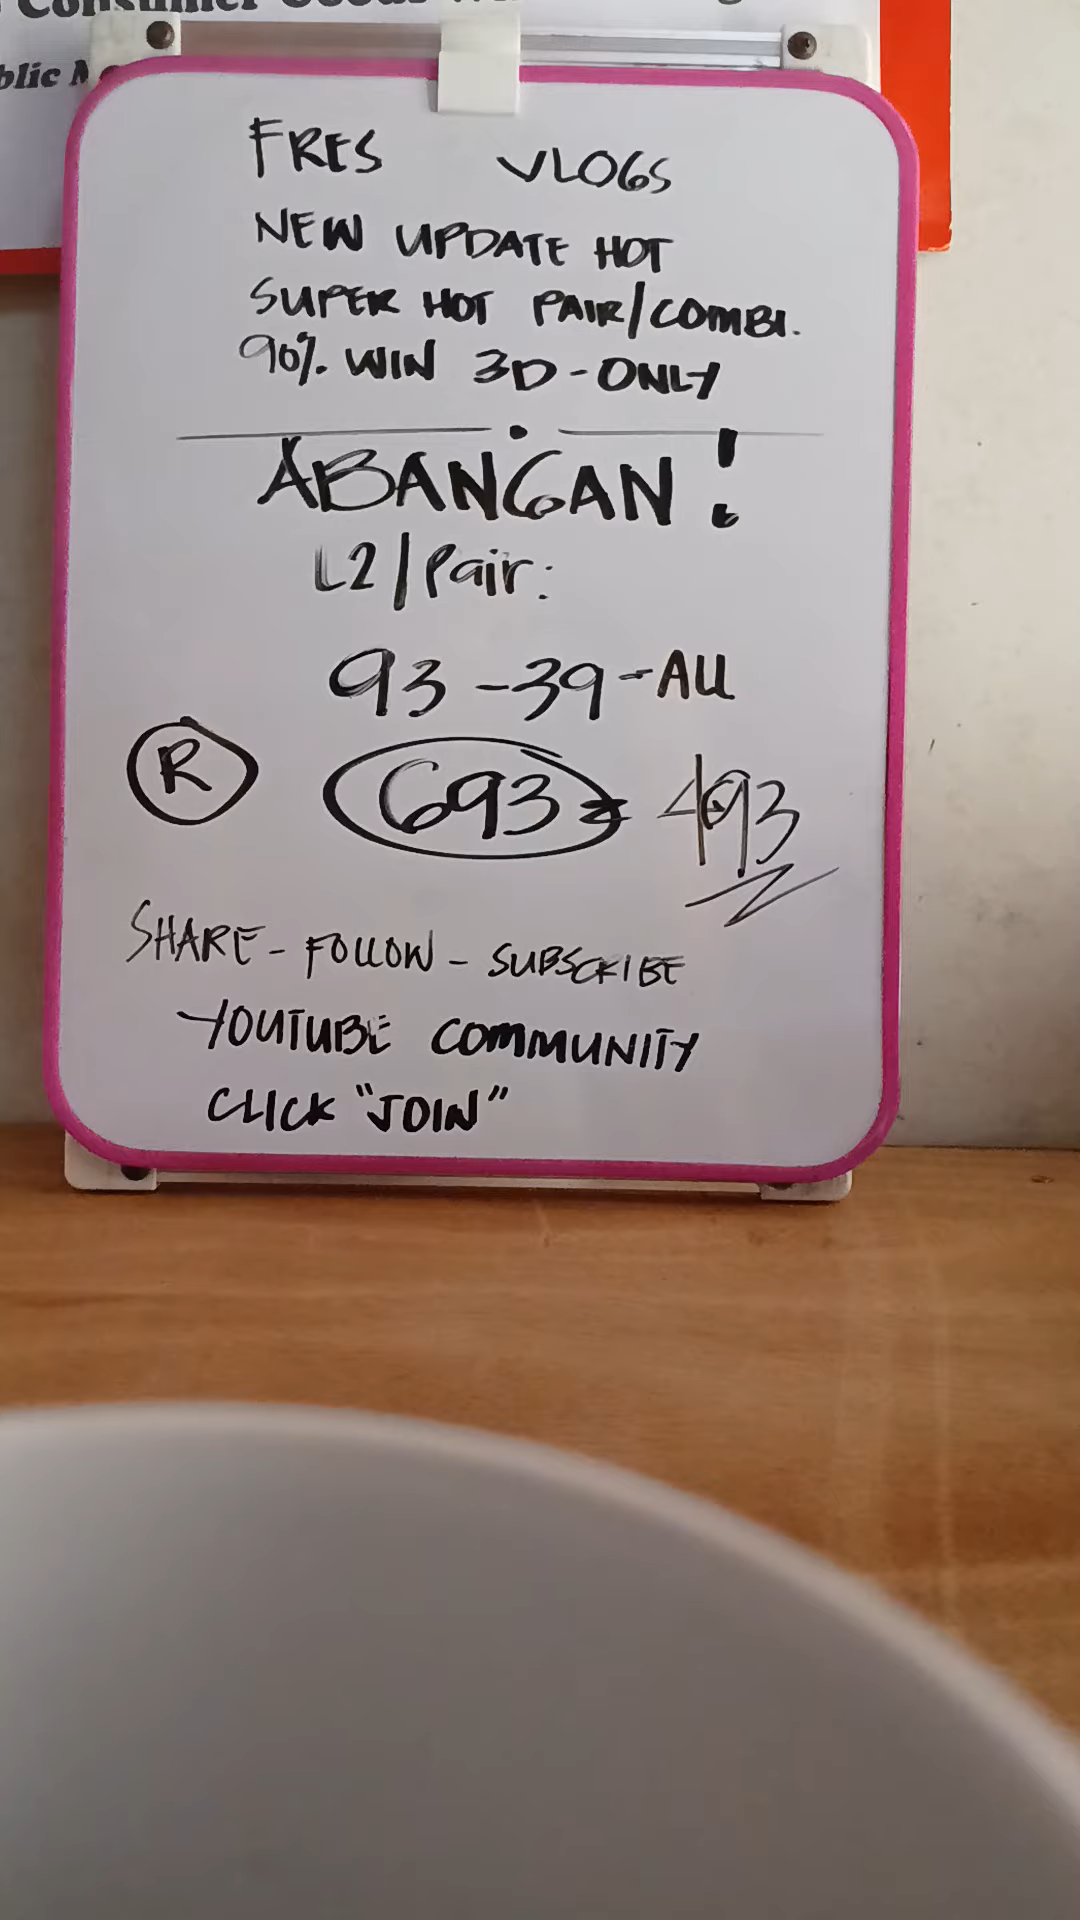 FRES VLOGS
NEW UPDATE HOT
SUPER HOT PAIR/COMBI.
90% WIN 3D-ONLY
ABANGAN!
L2/Pair:
93-39-All
R 693 493
SHARE-FOLLOW-SUBSCRIBE
YOUTUBE COMMUNITY
CLICK "JOIN"